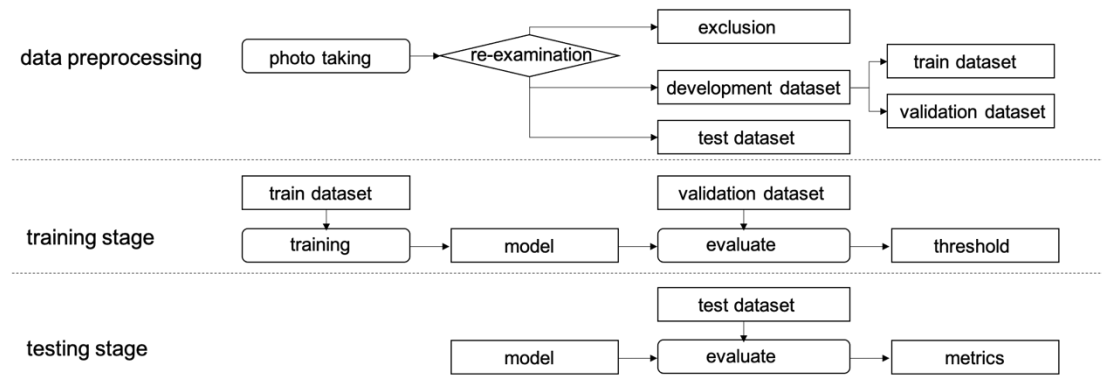 data preprocessing
photo taking
re-examination
exclusion
development dataset
test dataset
train dataset
validation dataset
training stage
train dataset
training
model
validation dataset
evaluate
threshold
testing stage
model
test dataset
evaluate
metrics